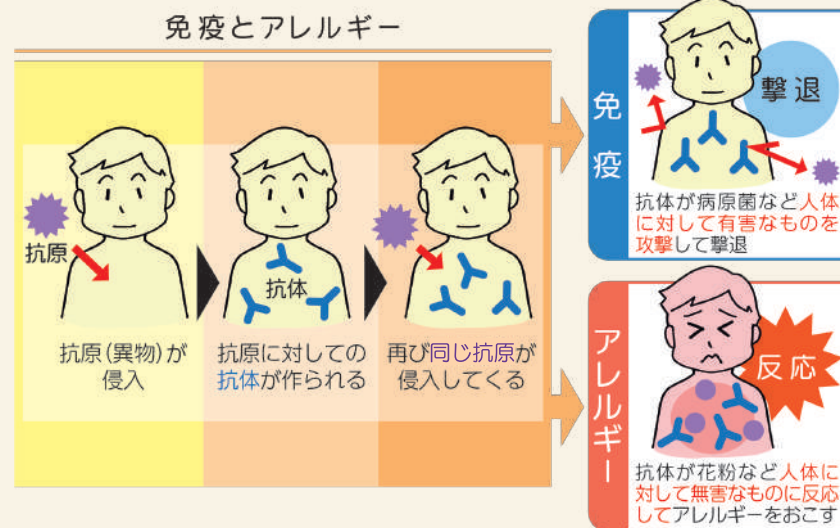 免疫とアレルギー
抗原
抗原(異物)が
侵入
抗体
抗原に対しての
抗体が作られる
再び同じ抗原が
侵入してくる
免疫
撃退
抗体が病原菌など人体
に対して有害なものを
攻撃して撃退
アレルギー
反応
抗体が花粉など人体に
対して無害なものに反応
してアレルギーをおこす